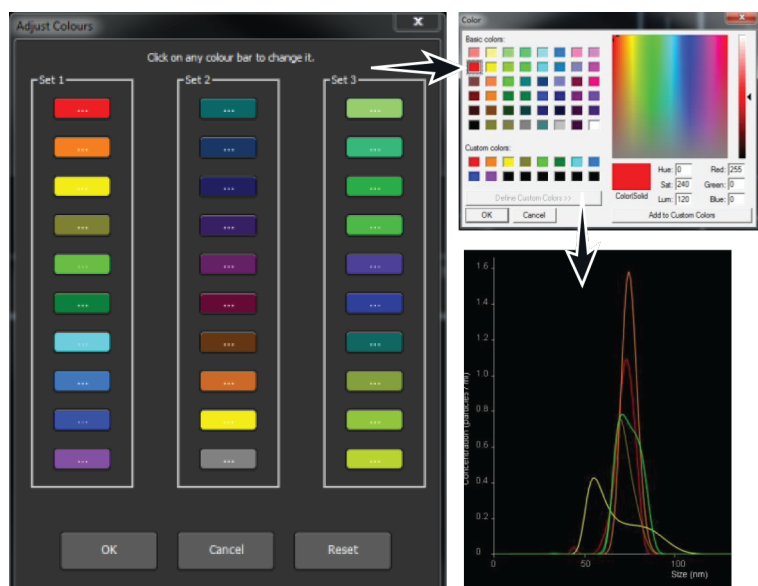 Adjust Colours
x
Click on any colour bar to change it.
Set 1
Set 2
Set 3
... ... ...
... ... ...
... ... ...
... ... ...
... ... ...
... ... ...
... ... ...
... ... ...
... ... ...
... ... ...
OK
Cancel
Reset
Color
x
Basic colors:
Custom colors:
Define Custom Colors >>
OK
Cancel
Color|Solid
Hue: 0
Sat: 240
Lum: 120
Red: 255
Green: 0
Blue: 0
Add to Custom Colors
Concentration (particles / ml)
1.6
1.4
1.2
1.0
0.8
0.6
0.4
0.2
0
0
50
100
Size (nm)